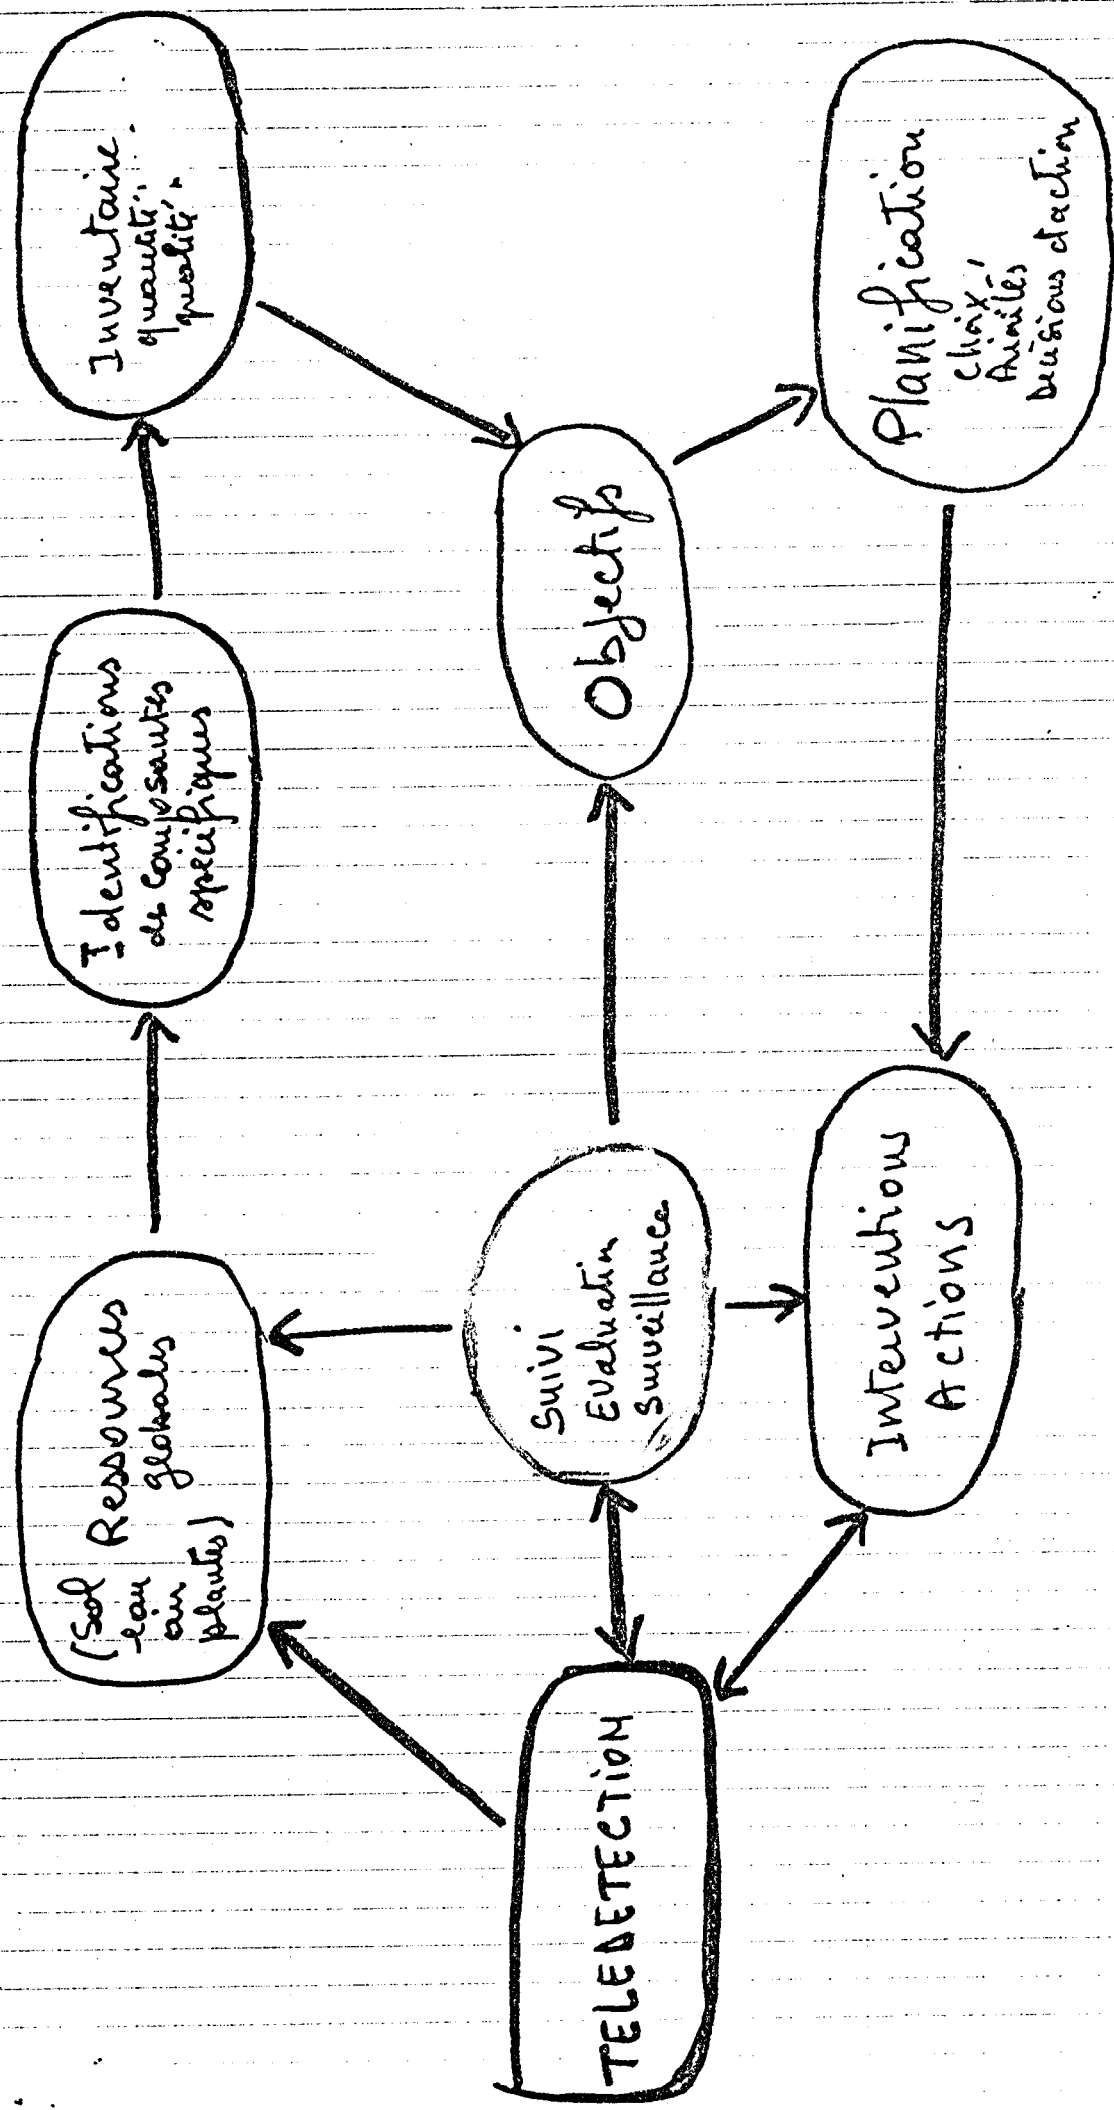 (Sol
eau
air
plantes)
Ressources
globales
Identifications
de composantes
spécifiques
Inventaire
quantité
qualité
TELEDETECTION
Suivi
Evaluation
Surveillance
Objectifs
Interventions
Actions
Planification
choix
Priorités
Décisions d'action